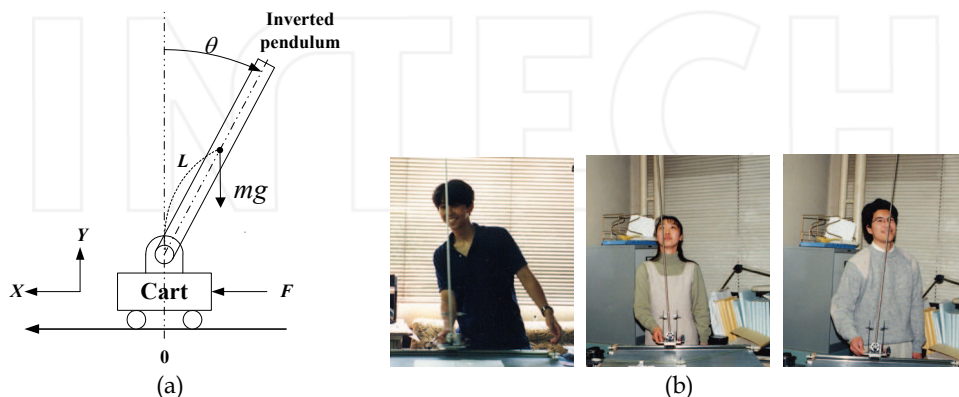 INTECH
Inverted
pendulum
θ
L
mg
Y
X
Cart
F
0
(a)
(b)